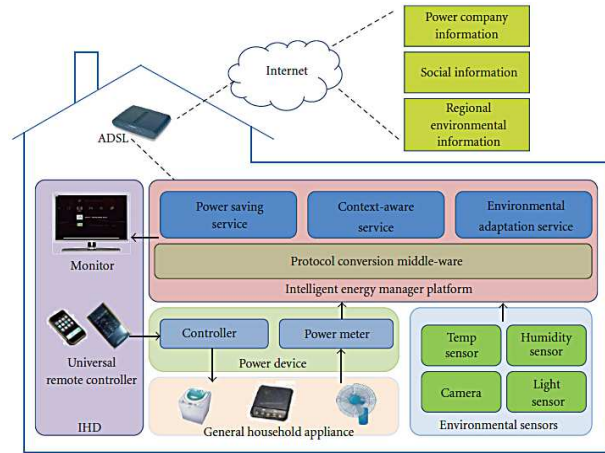 Power company
information
Internet
Social information
Regional
environmental
information
ADSL
Power saving
service
Context-aware
service
Environmental
adaptation service
Monitor
Protocol conversion middle-ware
Intelligent energy manager platform
Controller
Power meter
Temp
sensor
Humidity
sensor
Universal
remote controller
Power device
Camera
Light
sensor
IHD
General household appliance
Environmental sensors